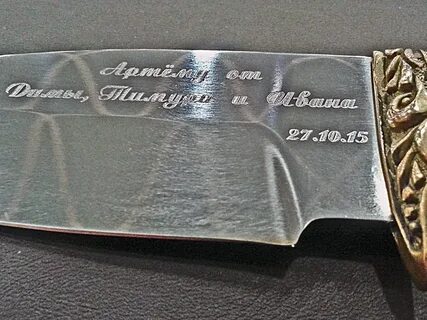 Артёму от
Димы, Тимура и Ивана
27.10.15